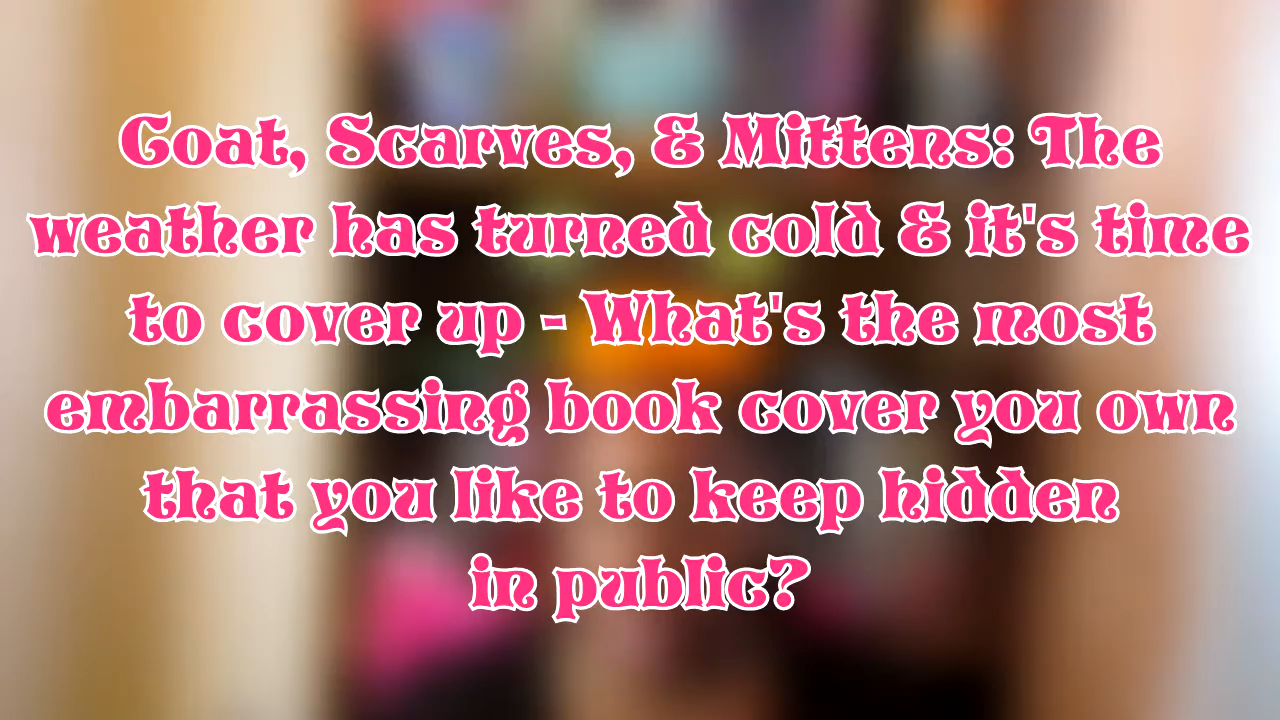 Coat, Scarves, & Mittens: The
weather has turned cold & it's time
to cover up - What's the most
embarrassing book cover you own
that you like to keep hidden
in public?